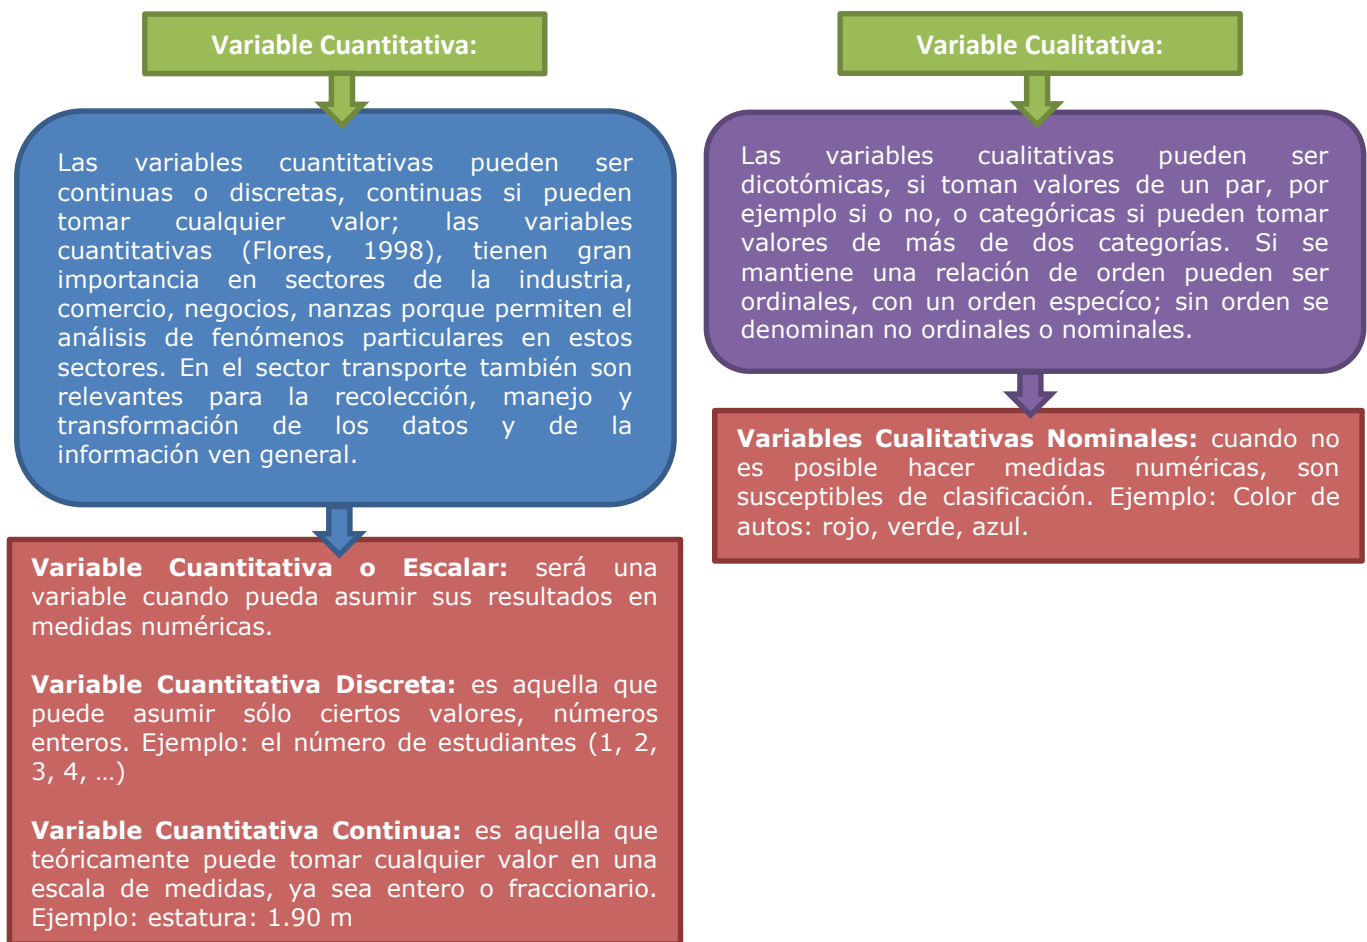 Variable Cuantitativa:
Las variables cuantitativas pueden ser
continuas o discretas, continuas si pueden
tomar cualquier valor; las variables
cuantitativas (Flores, 1998), tienen gran
importancia en sectores de la industria,
comercio, negocios, nanzas porque permiten el
análisis de fenómenos particulares en estos
sectores. En el sector transporte también son
relevantes para la recolección, manejo y
transformación de los datos y de la
información ven general.
Variable Cuantitativa o Escalar: será una
variable cuando pueda asumir sus resultados en
medidas numéricas.
Variable Cuantitativa Discreta: es aquella que
puede asumir sólo ciertos valores, números
enteros. Ejemplo: el número de estudiantes (1, 2,
3, 4, …)
Variable Cuantitativa Continua: es aquella que
teóricamente puede tomar cualquier valor en una
escala de medidas, ya sea entero o fraccionario.
Ejemplo: estatura: 1.90 m
Variable Cualitativa:
Las variables cualitativas pueden ser
dicotómicas, si toman valores de un par, por
ejemplo si o no, o categóricas si pueden tomar
valores de más de dos categorías. Si se
mantiene una relación de orden pueden ser
ordinales, con un orden especíco; sin orden se
denominan no ordinales o nominales.
Variables Cualitativas Nominales: cuando no
es posible hacer medidas numéricas, son
susceptibles de clasificación. Ejemplo: Color de
autos: rojo, verde, azul.